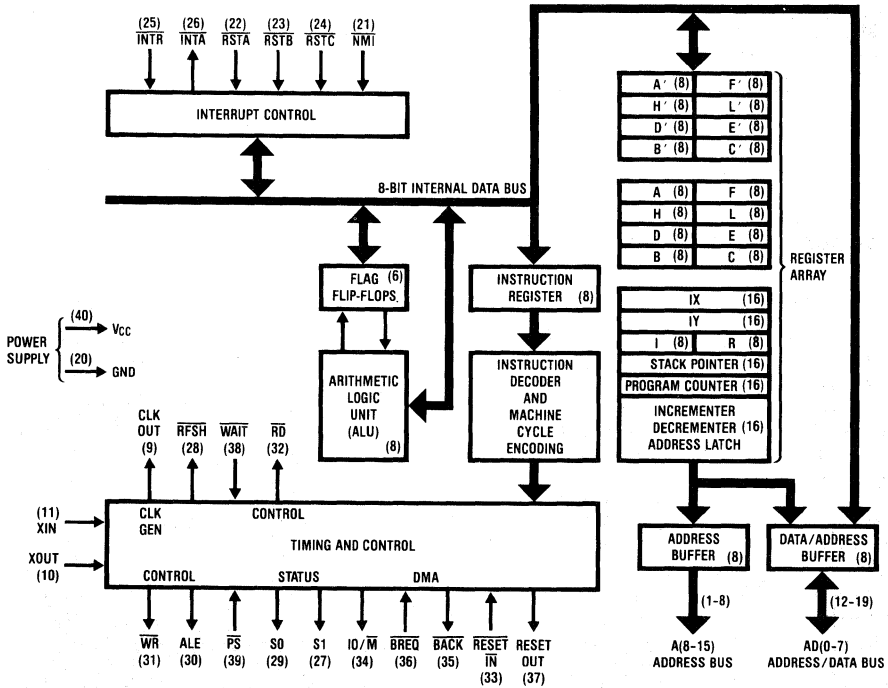 (25) (26) (22) (23) (24) (21)
INTR INTA RSTA RSTB RSTC NMI
INTERRUPT CONTROL
8-BIT INTERNAL DATA BUS
A′ (8) F′ (8)
H′ (8) L′ (8)
D′ (8) E′ (8)
B′ (8) C′ (8)
A (8) F (8)
H (8) L (8)
D (8) E (8)
B (8) C (8)
IX (16)
IY (16)
I (8) R (8)
STACK POINTER (16)
PROGRAM COUNTER (16)
INCREMENTER
DECREMENTER (16)
ADDRESS LATCH
REGISTER
ARRAY
FLAG (6)
FLIP-FLOPS
INSTRUCTION
REGISTER (8)
POWER
SUPPLY
(40)
VCC
(20)
GND
ARITHMETIC
LOGIC
UNIT
(ALU) (8)
INSTRUCTION
DECODER
AND
MACHINE
CYCLE
ENCODING
CLK
OUT RFSH WAIT RD
(9) (28) (38) (32)
(11)
XIN
XOUT
(10)
CLK
GEN
CONTROL
TIMING AND CONTROL
CONTROL STATUS DMA
WR ALE PS S0 S1 IO/M BREQ BACK RESET RESET
IN OUT
(31) (30) (39) (29) (27) (34) (36) (35) (33) (37)
ADDRESS
BUFFER (8)
DATA/ADDRESS
BUFFER (8)
(1-8) (12-19)
A(8-15)
ADDRESS BUS
AD(0-7)
ADDRESS/DATA BUS